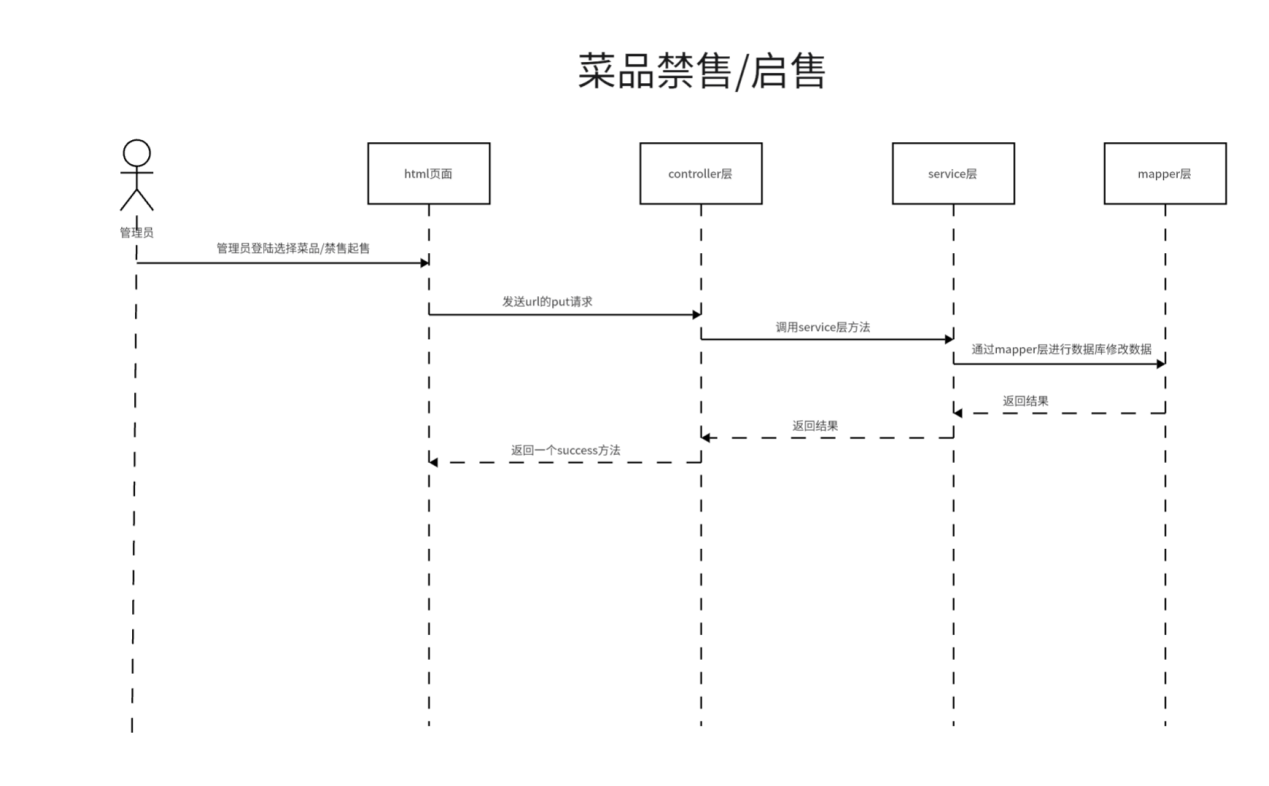 菜品禁售/启售
html页面
controller层
service层
mapper层
管理员
管理员登陆选择菜品/禁售起售
发送url的put请求
调用service层方法
通过mapper层进行数据库修改数据
返回结果
返回结果
返回一个success方法